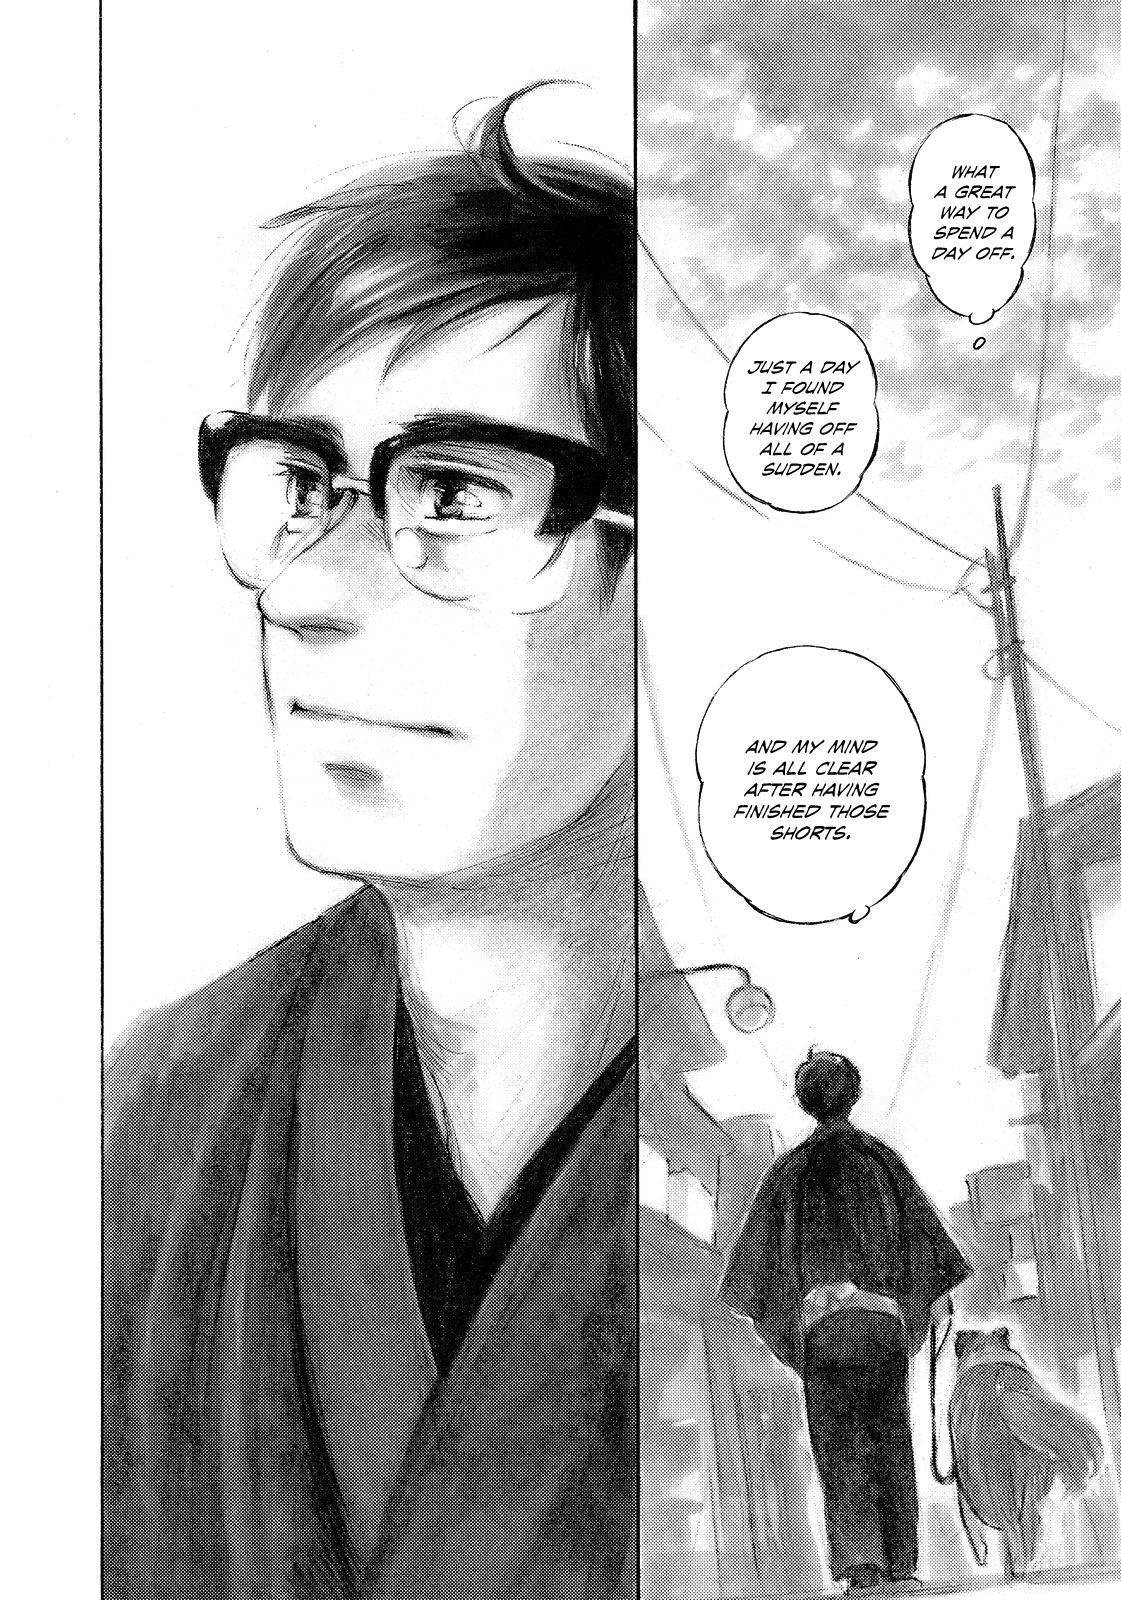 WHAT
A GREAT
WAY TO
SPEND A
DAY OFF.
JUST A DAY
I FOUND
MYSELF
HAVING OFF
ALL OF A
SUDDEN.
AND MY MIND
IS ALL CLEAR
AFTER HAVING
FINISHED THOSE
SHORTS.